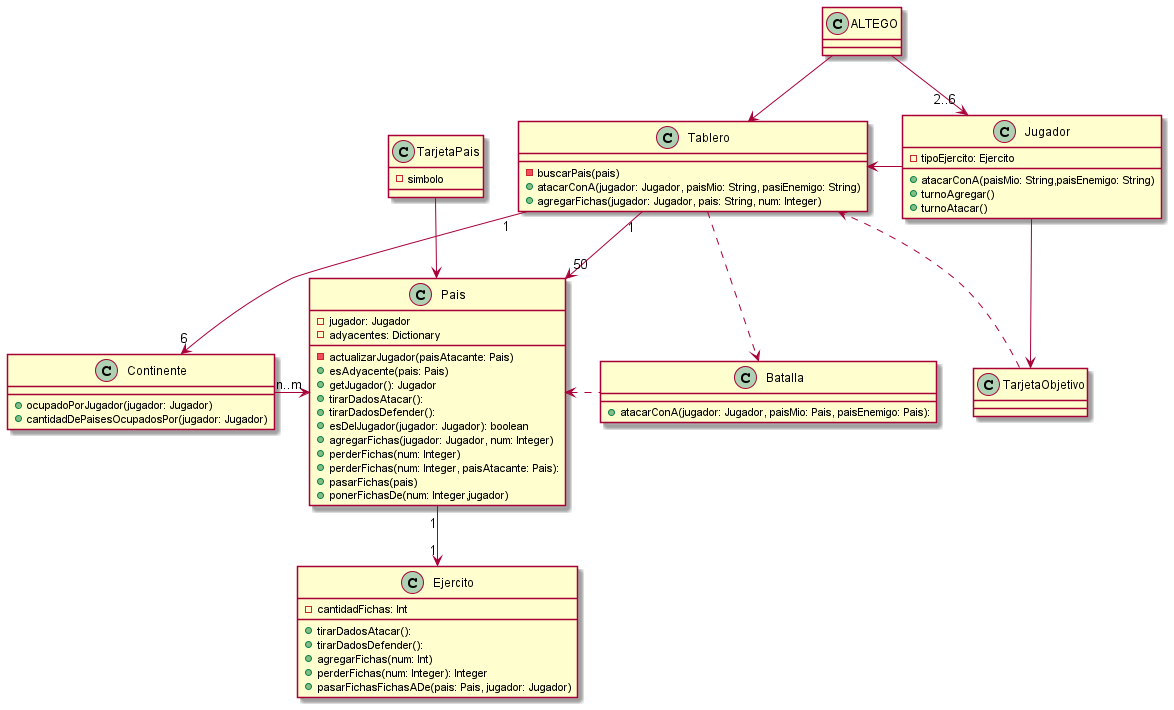 C ALTEGO
2..6
C Tablero
buscarPais(pais)
atacarConA(jugador: Jugador, paisMio: String, pasiEnemigo: String)
agregarFichas(jugador: Jugador, pais: String, num: Integer)
C Jugador
tipoEjercito: Ejercito
atacarConA(paisMio: String,paisEnemigo: String)
turnoAgregar()
turnoAtacar()
C TarjetaPais
simbolo
1
1
50
6
C Pais
jugador: Jugador
adyacentes: Dictionary
actualizarJugador(paisAtacante: Pais)
esAdyacente(pais: Pais)
getJugador(): Jugador
tirarDadosAtacar():
tirarDadosDefender():
esDelJugador(jugador: Jugador): boolean
agregarFichas(jugador: Jugador, num: Integer)
perderFichas(num: Integer)
perderFichas(num: Integer, paisAtacante: Pais):
pasarFichas(pais)
ponerFichasDe(num: Integer,jugador)
C Continente
ocupadoPorJugador(jugador: Jugador)
cantidadDePaisesOcupadosPor(jugador: Jugador)
n..m
C Batalla
atacarConA(jugador: Jugador, paisMio: Pais, paisEnemigo: Pais):
C TarjetaObjetivo
1
1
C Ejercito
cantidadFichas: Int
tirarDadosAtacar():
tirarDadosDefender():
agregarFichas(num: Int)
perderFichas(num: Integer): Integer
pasarFichasFichasADe(pais: Pais, jugador: Jugador)